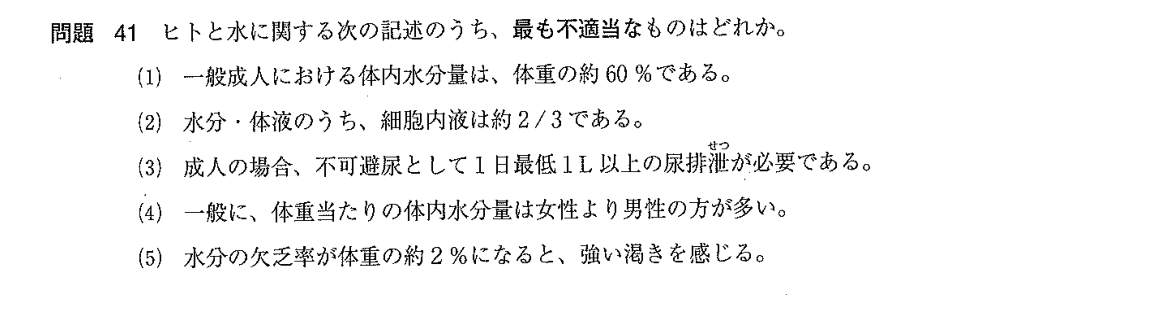 問題 41 ヒトと水に関する次の記述のうち、最も不適当なものはどれか。
(1) 一般成人における体内水分量は、体重の約 60 %である。
(2) 水分・体液のうち、細胞内液は約 2 / 3 である。
(3) 成人の場合、不可避尿として 1 日最低 1 L 以上の尿排泄が必要である。
せつ
(4) 一般に、体重当たりの体内水分量は女性より男性の方が多い。
(5) 水分の欠乏率が体重の約 2 %になると、強い渇きを感じる。